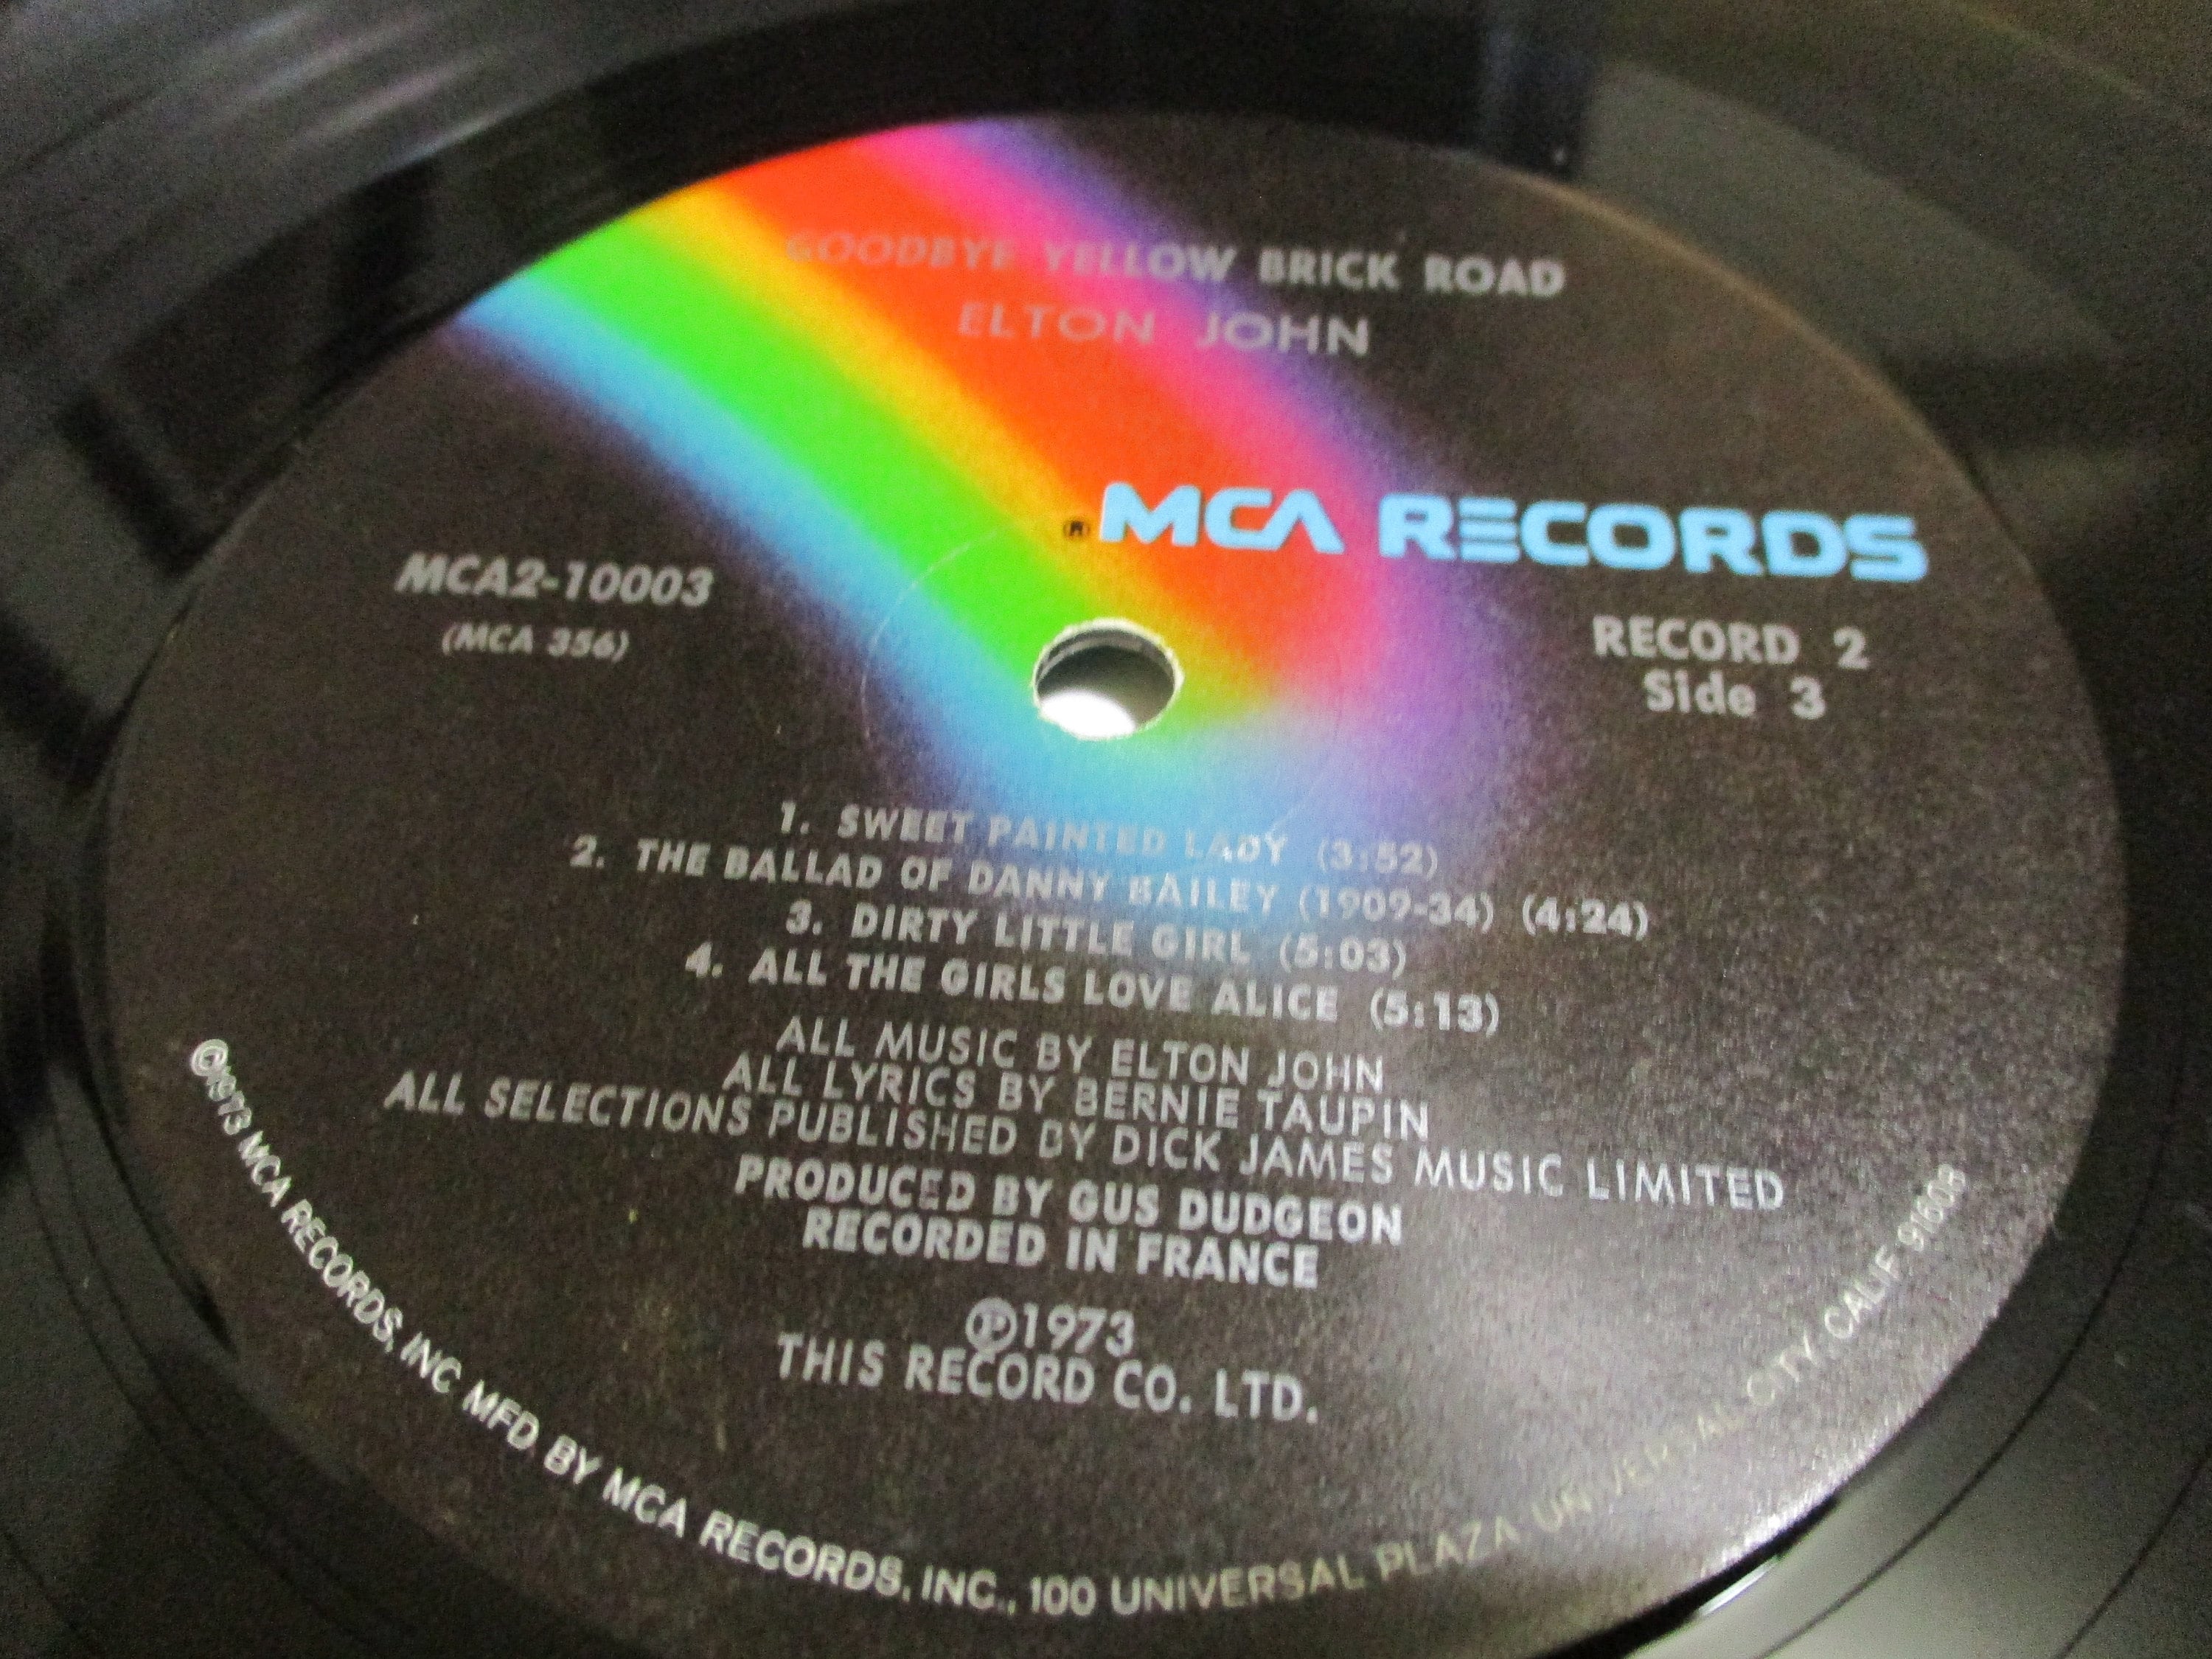 GOODBYE YELLOW BRICK ROAD
ELTON JOHN
® MCA RECORDS
MCA2-10003
(MCA 356)
RECORD 2
Side 3
1. SWEET PAINTED LADY (3:52)
2. THE BALLAD OF DANNY BAILEY (1909-34) (4:24)
3. DIRTY LITTLE GIRL (5:03)
4. ALL THE GIRLS LOVE ALICE (5:13)
ALL MUSIC BY ELTON JOHN
ALL LYRICS BY BERNIE TAUPIN
ALL SELECTIONS PUBLISHED BY DICK JAMES MUSIC LIMITED
PRODUCED BY GUS DUDGEON
RECORDED IN FRANCE
℗1973
THIS RECORD CO. LTD.
©1973 MCA RECORDS, INC MFD BY MCA RECORDS, INC., 100 UNIVERSAL PLAZA UNIVERSAL CITY, CALIF 91608